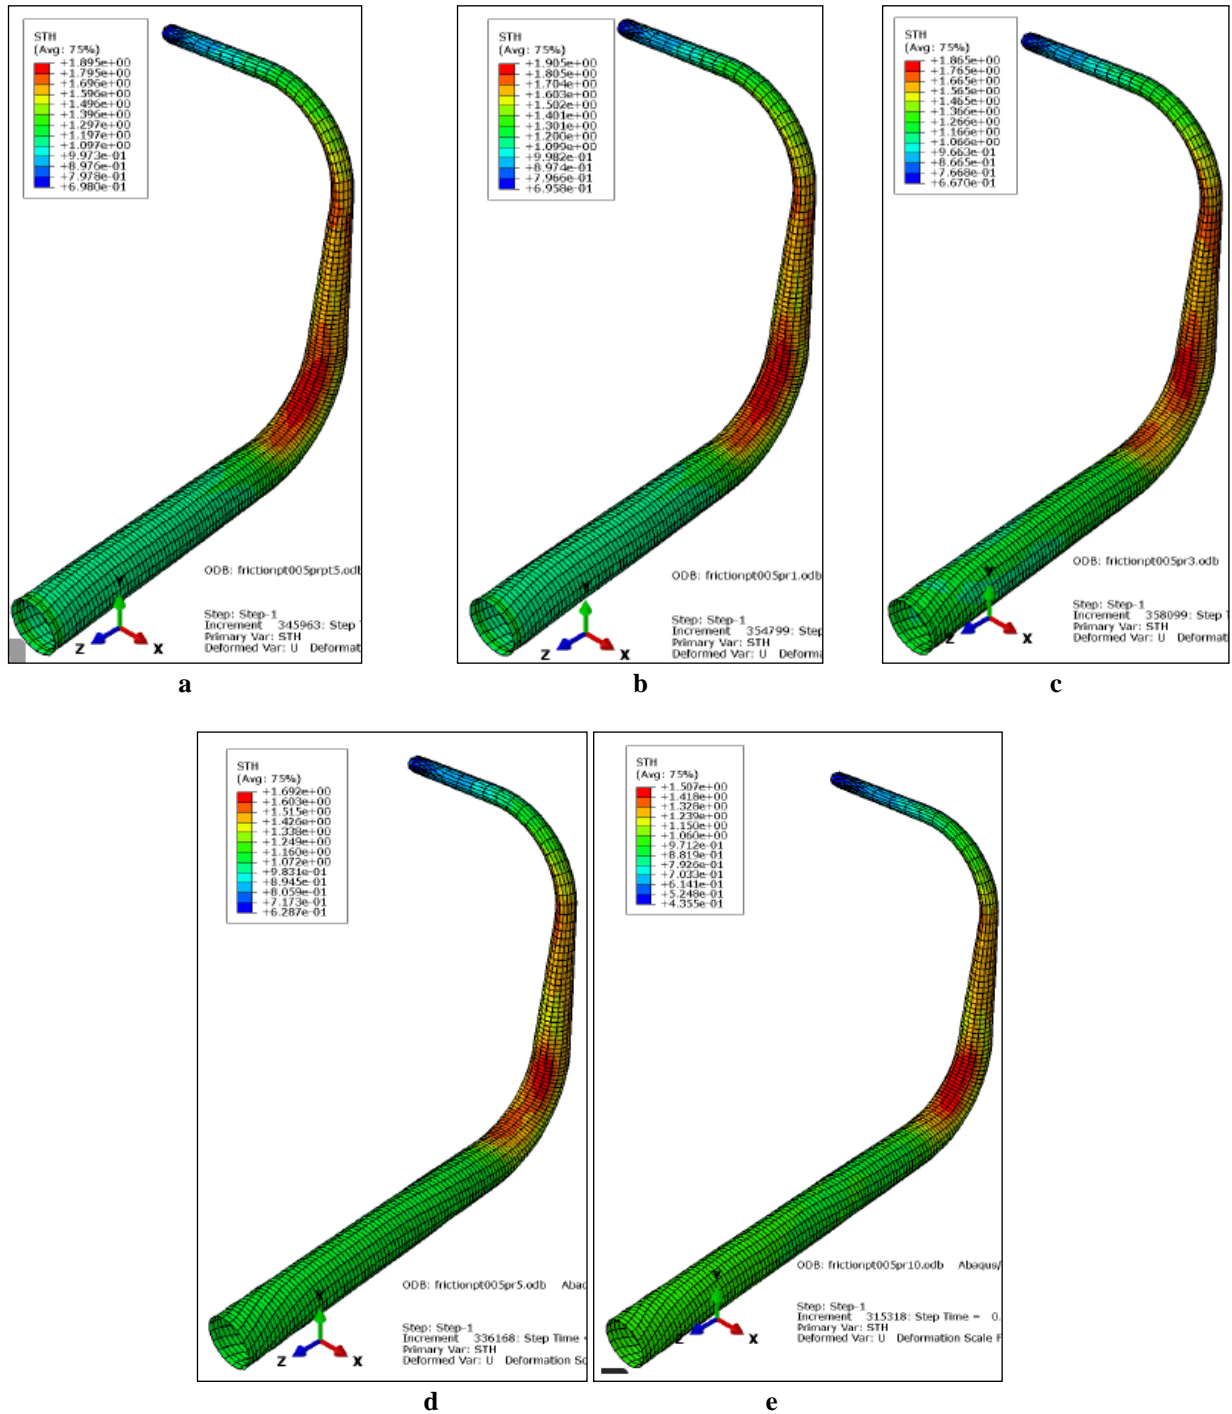 STH
(Avg: 75%)
+1.895e+00
+1.795e+00
+1.696e+00
+1.596e+00
+1.496e+00
+1.396e+00
+1.297e+00
+1.197e+00
+1.097e+00
+9.973e-01
+8.976e-01
+7.978e-01
+6.980e-01
ODB: frictionpt005prpt5.odb
Step: Step-1
Increment 345963: Step
Primary Var: STH
Deformed Var: U Deformat
Y
Z
X
a
STH
(Avg: 75%)
+1.905e+00
+1.805e+00
+1.704e+00
+1.603e+00
+1.502e+00
+1.401e+00
+1.301e+00
+1.200e+00
+1.099e+00
+9.982e-01
+8.974e-01
+7.966e-01
+6.958e-01
ODB: frictionpt005pr1.odb
Step: Step-1
Increment 354799: Step
Primary Var: STH
Deformed Var: U Deforma
Z
X
b
STH
(Avg: 75%)
+1.865e+00
+1.765e+00
+1.665e+00
+1.565e+00
+1.465e+00
+1.366e+00
+1.266e+00
+1.166e+00
+1.066e+00
+9.663e-01
+8.665e-01
+7.668e-01
+6.670e-01
ODB: frictionpt005pr3.odb
Step: Step-1
Increment 358099: Step
Primary Var: STH
Deformed Var: U Deformat
Z
X
c
STH
(Avg: 75%)
+1.692e+00
+1.603e+00
+1.515e+00
+1.426e+00
+1.338e+00
+1.249e+00
+1.160e+00
+1.072e+00
+9.831e-01
+8.945e-01
+8.059e-01
+7.173e-01
+6.287e-01
ODB: frictionpt005pr5.odb Abac
Step: Step-1
Increment 336168: Step Time
Primary Var: STH
Deformed Var: U Deformation Sc
Z
X
d
STH
(Avg: 75%)
+1.507e+00
+1.418e+00
+1.328e+00
+1.239e+00
+1.150e+00
+1.060e+00
+9.712e-01
+8.819e-01
+7.926e-01
+7.033e-01
+6.141e-01
+5.248e-01
+4.355e-01
ODB: frictionpt005pr10.odb Abaqus/
Step: Step-1
Increment 315318: Step Time = 0.
Primary Var: STH
Deformed Var: U Deformation Scale F
Z
X
e